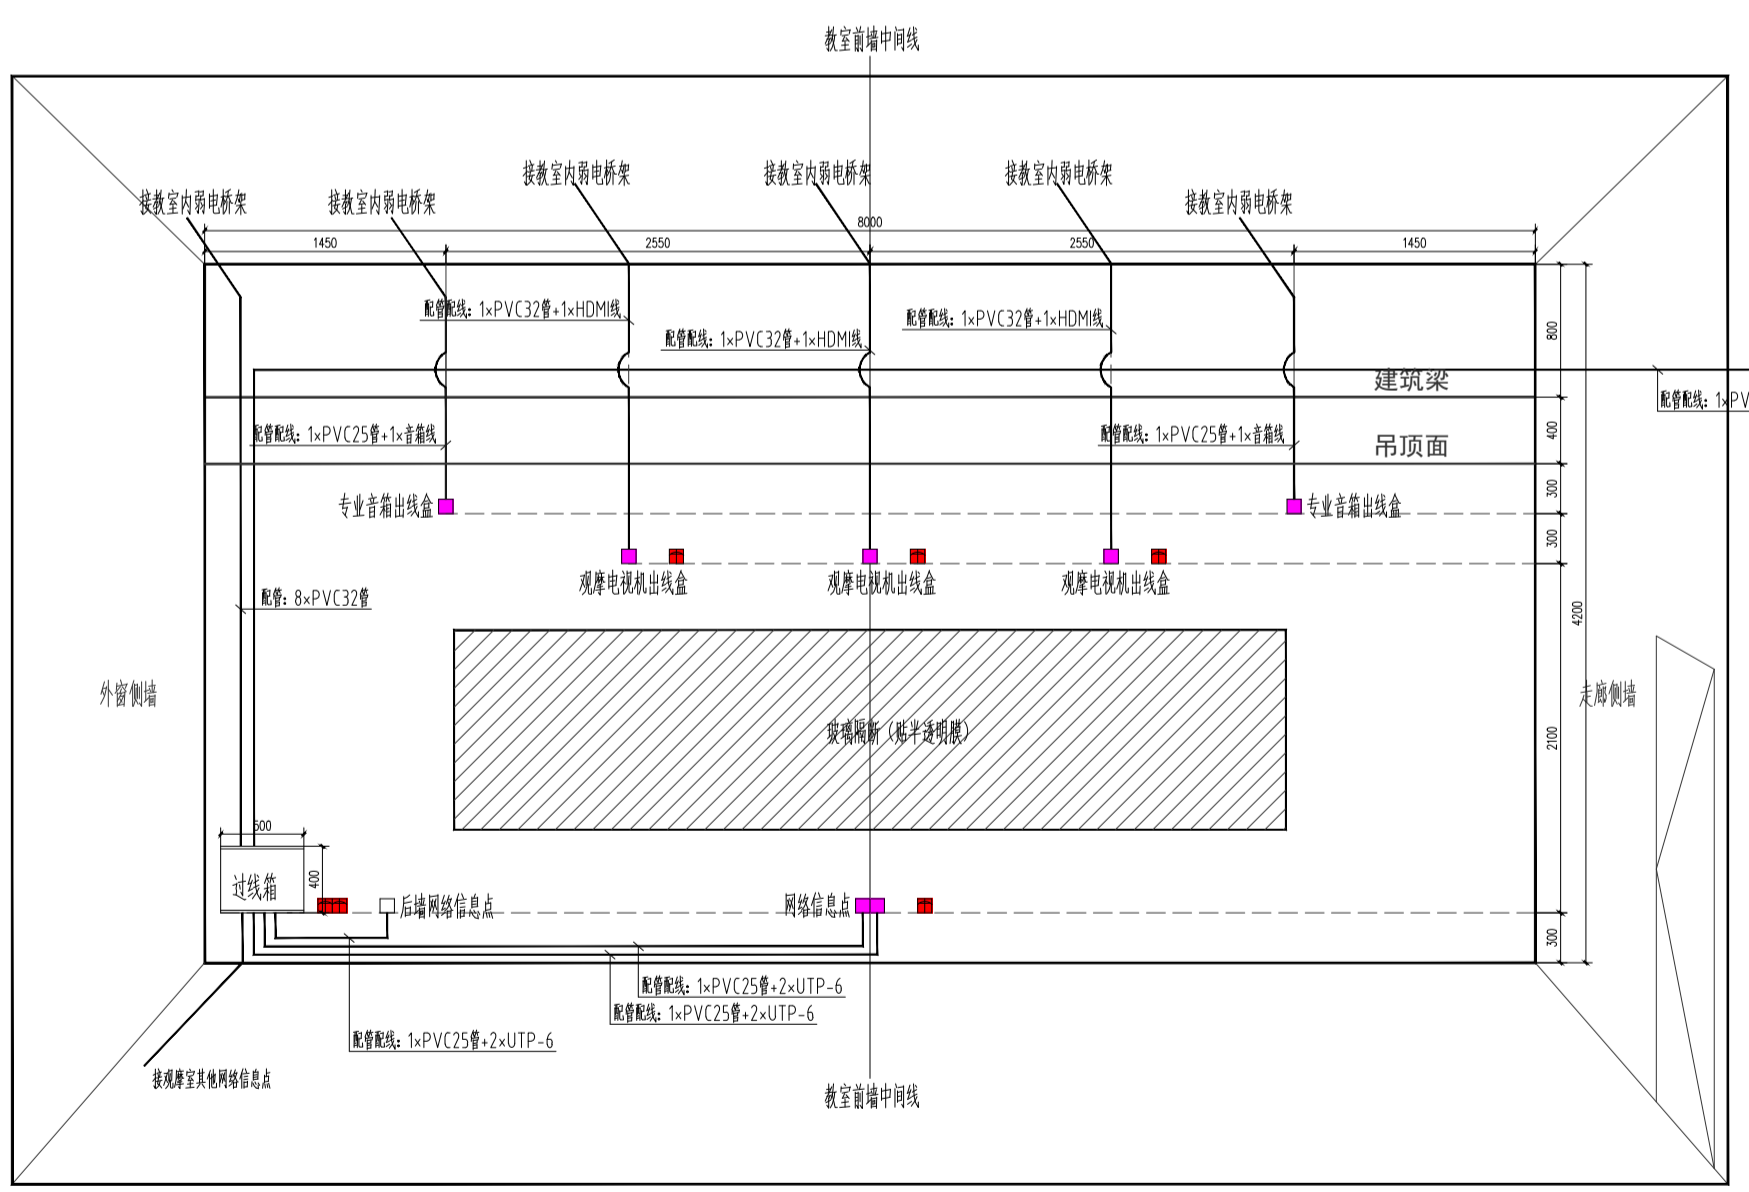 教室前墙中间线
接教室内弱电桥架
接教室内弱电桥架
接教室内弱电桥架
接教室内弱电桥架
接教室内弱电桥架
接教室内弱电桥架
8000
1450
2550
2550
1450
配管配线: 1×PVC32管+1×HDMI线
配管配线: 1×PVC32管+1×HDMI线
配管配线: 1×PVC32管+1×HDMI线
800
建筑梁
配管配线: 1×PV
配管配线: 1×PVC25管+1×音箱线
配管配线: 1×PVC25管+1×音箱线
400
吊顶面
300
专业音箱出线盒
专业音箱出线盒
300
观摩电视机出线盒
观摩电视机出线盒
观摩电视机出线盒
配管: 8×PVC32管
4200
外窗侧墙
走廊侧墙
玻璃隔断（贴半透明膜）
2100
500
过线箱
400
后墙网络信息点
网络信息点
300
配管配线: 1×PVC25管+2×UTP-6
配管配线: 1×PVC25管+2×UTP-6
配管配线: 1×PVC25管+2×UTP-6
接观摩室其他网络信息点
教室前墙中间线